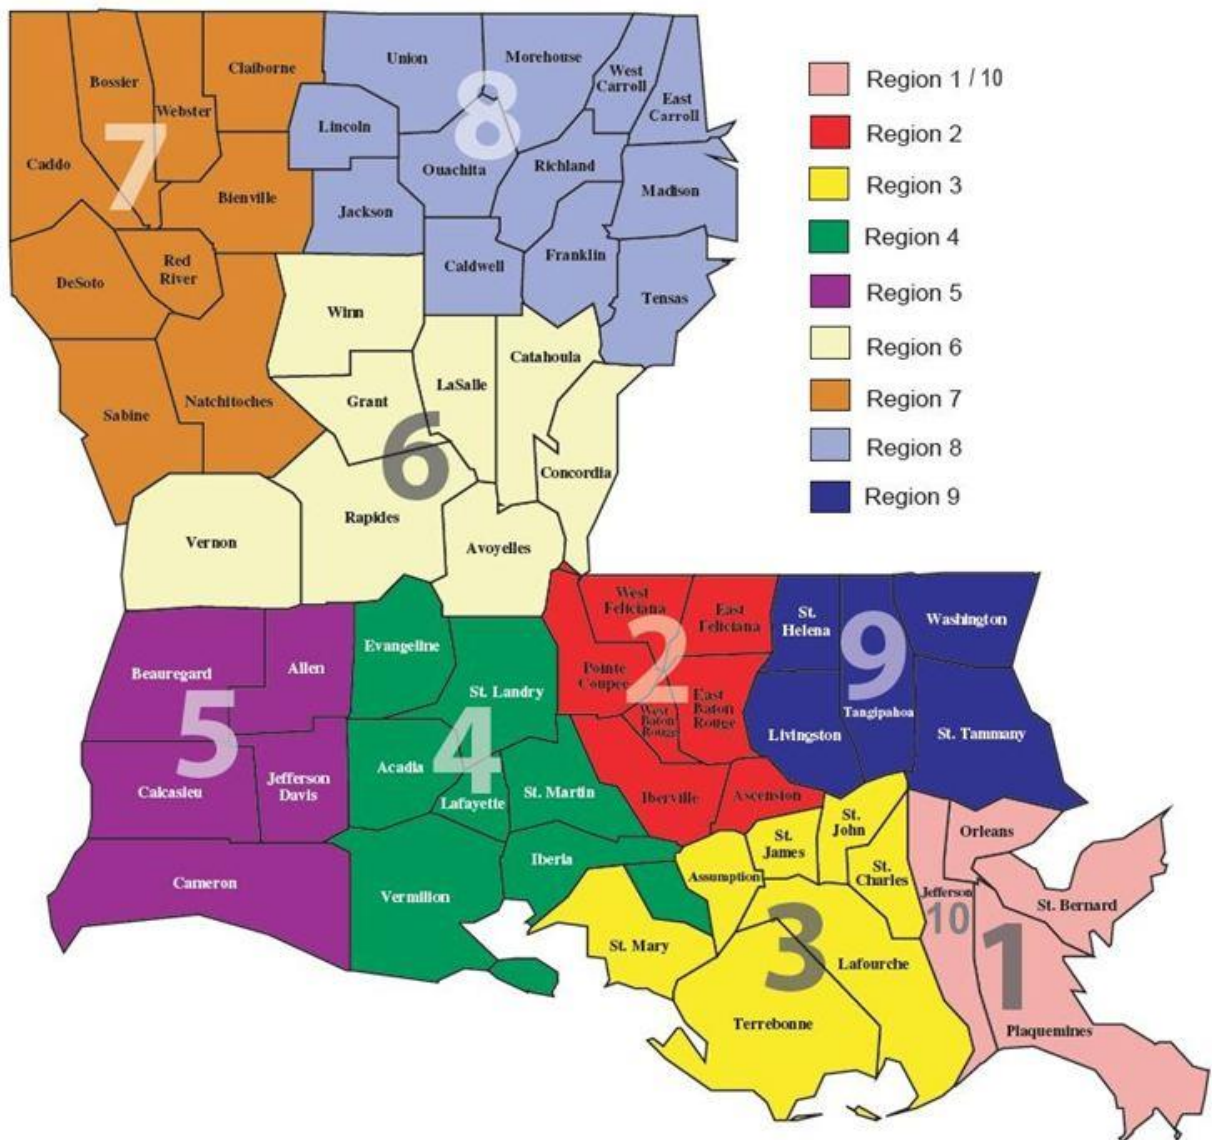 Union
Morehouse
Claiborne
Bossier
West
Carroll
Webster
East
Carroll
Lincoln
8
7
Caddo
Ouachita
Richland
Madison
Bienville
Jackson
Red
River
DeSoto
Caldwell
Franklin
Tensas
Winn
Catahoula
LaSalle
Grant
Natchitoches
Sabine
6
Concordia
Rapides
Vernon
Avoyelles
Region 1 / 10
Region 2
Region 3
Region 4
Region 5
Region 6
Region 7
Region 8
Region 9
West
Feliciana
East
Feliciana
St.
Helena
9
Washington
Evangeline
2
Beauregard
Allen
Pointe
Coupee
St. Landry
East
Baton
Rouge
West
Baton
Rouge
Tangipahoa
5
4
Livingston
St. Tammany
Acadia
Calcasieu
Jefferson
Davis
Lafayette
St. Martin
Iberville
Ascension
St.
John
Orleans
St.
James
Iberia
St.
Charles
Assumption
Cameron
Vermilion
Jefferson
10
St. Bernard
3
1
St. Mary
Lafourche
Terrebonne
Plaquemines